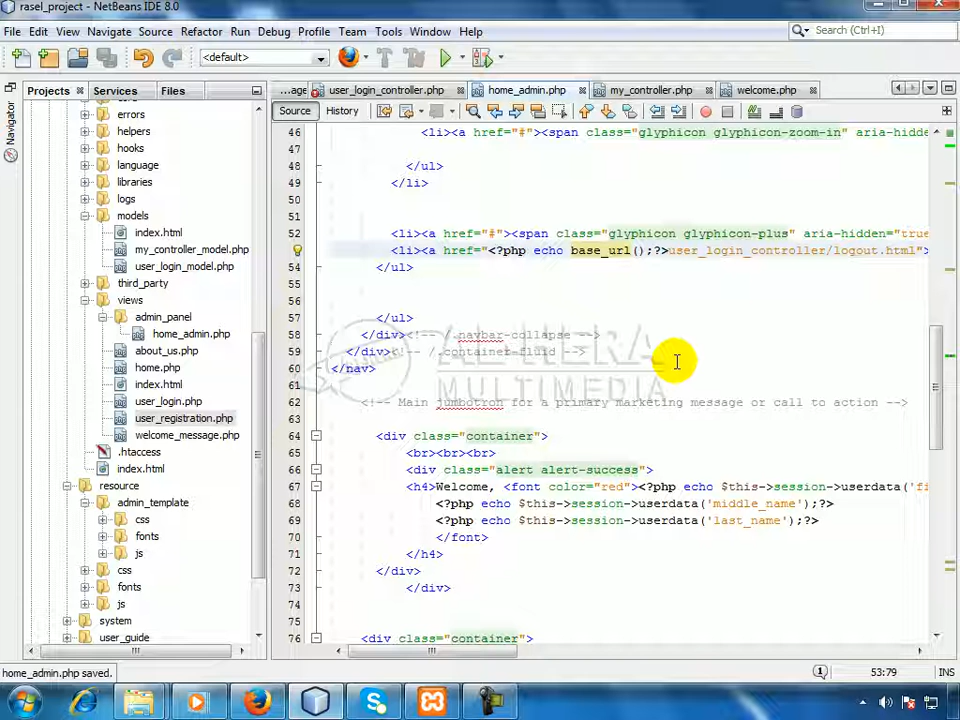 rasel_project - NetBeans IDE 8.0
File Edit View Navigate Source Refactor Run Debug Profile Team Tools Window Help
Search (Ctrl+I)
<default>
Projects Services Files
...age user_login_controller.php home_admin.php my_controller.php welcome.php
Source History
Navigator
errors
helpers
hooks
language
libraries
logs
models
index.html
my_controller_model.php
user_login_model.php
third_party
views
admin_panel
home_admin.php
about_us.php
home.php
index.html
user_login.php
user_registration.php
welcome_message.php
.htaccess
index.html
resource
admin_template
css
fonts
js
css
fonts
js
system
user_guide
46 <li><a href="#"><span class="glyphicon glyphicon-zoom-in" aria-hidde
47
48 </ul>
49 </li>
50
51
52 <li><a href="#"><span class="glyphicon glyphicon-plus" aria-hidden="true
<li><a href="<?php echo base_url();?>user_login_controller/logout.html">
54 </ul>
55
56
57 </ul>
58 </div><!-- /.navbar-collapse -->
59 </div><!-- /.container-fluid -->
60 </nav>
61
62 <!-- Main jumbotron for a primary marketing message or call to action -->
63
64 <div class="container">
65 <br><br><br>
66 <div class="alert alert-success">
67 <h4>Welcome, <font color="red"><?php echo $this->session->userdata('fi
68 <?php echo $this->session->userdata('middle_name');?>
69 <?php echo $this->session->userdata('last_name');?>
70 </font>
71 </h4>
72 </div>
73 </div>
74
75
76 <div class="container">
MULTIMEDIA
home_admin.php saved.
53:79 INS